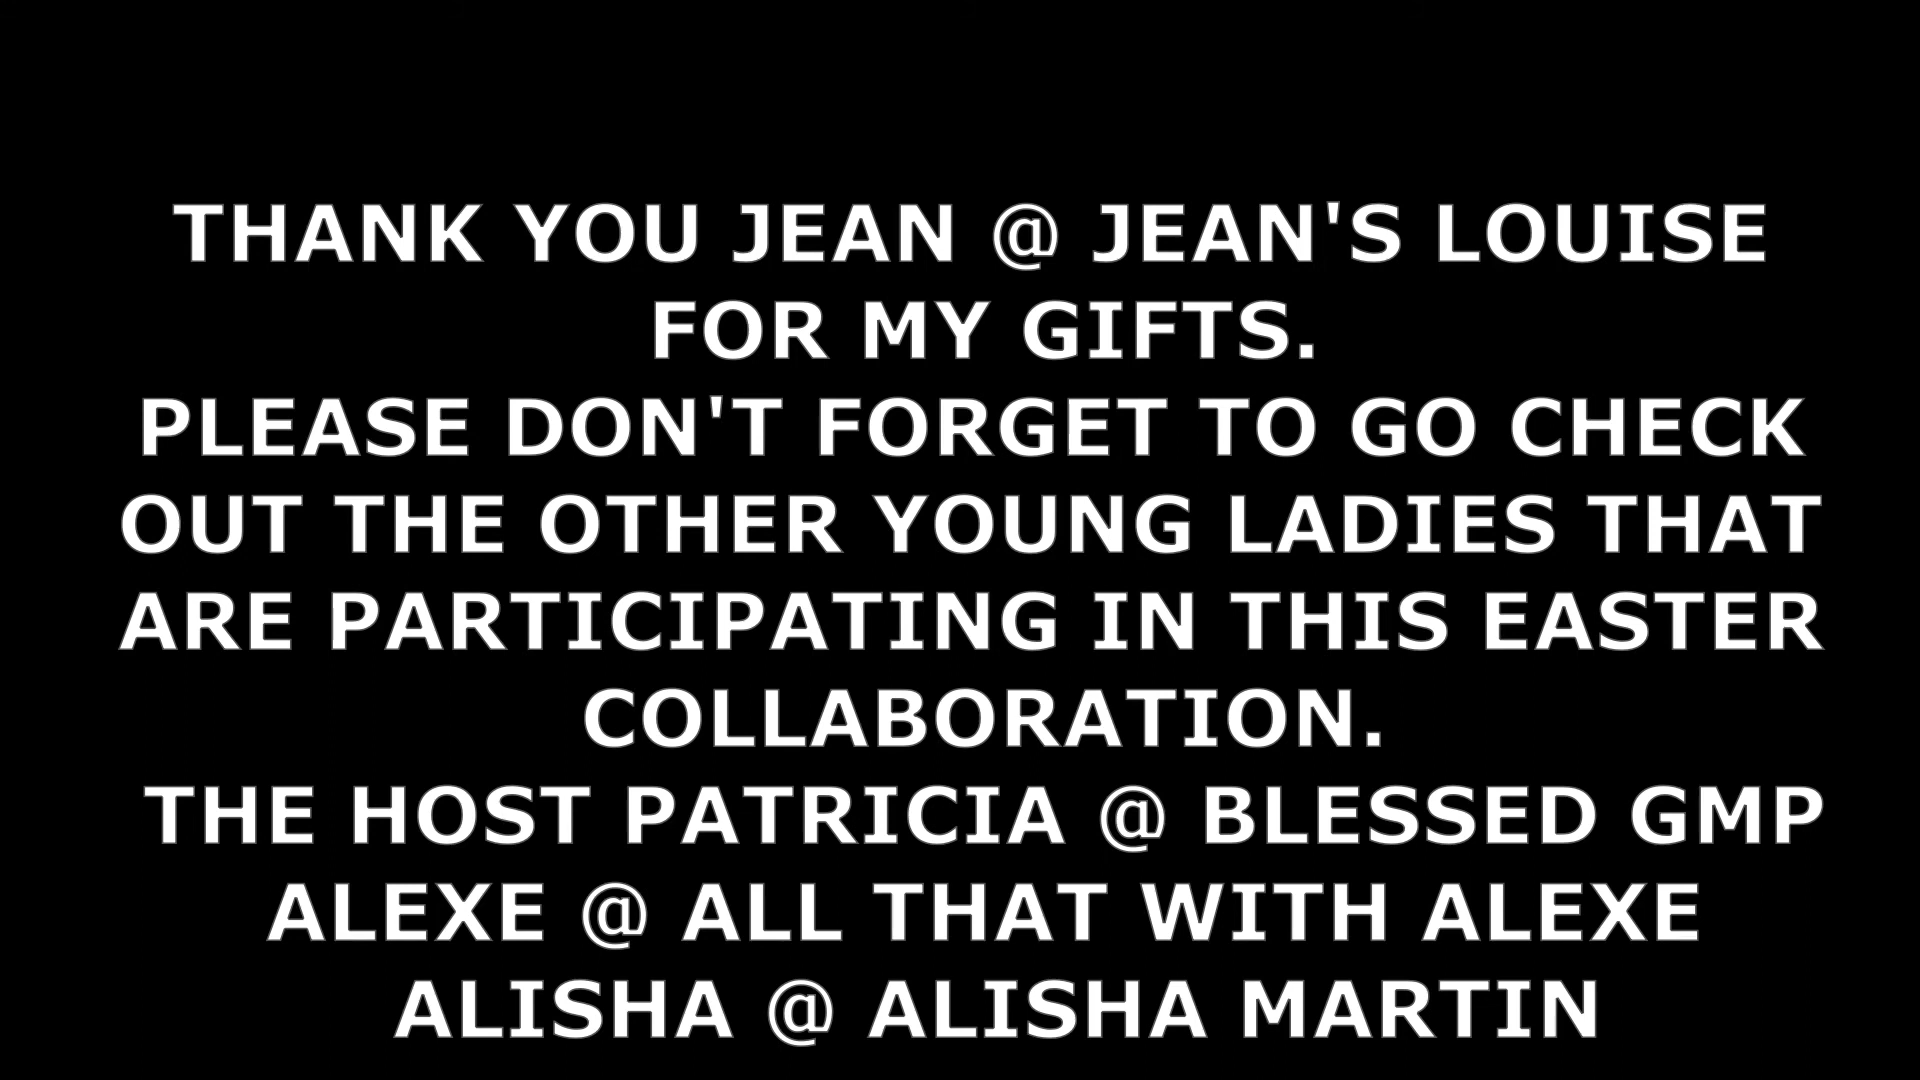 THANK YOU JEAN @ JEAN'S LOUISE
FOR MY GIFTS.
PLEASE DON'T FORGET TO GO CHECK
OUT THE OTHER YOUNG LADIES THAT
ARE PARTICIPATING IN THIS EASTER
COLLABORATION.
THE HOST PATRICIA @ BLESSED GMP
ALEXE @ ALL THAT WITH ALEXE
ALISHA @ ALISHA MARTIN